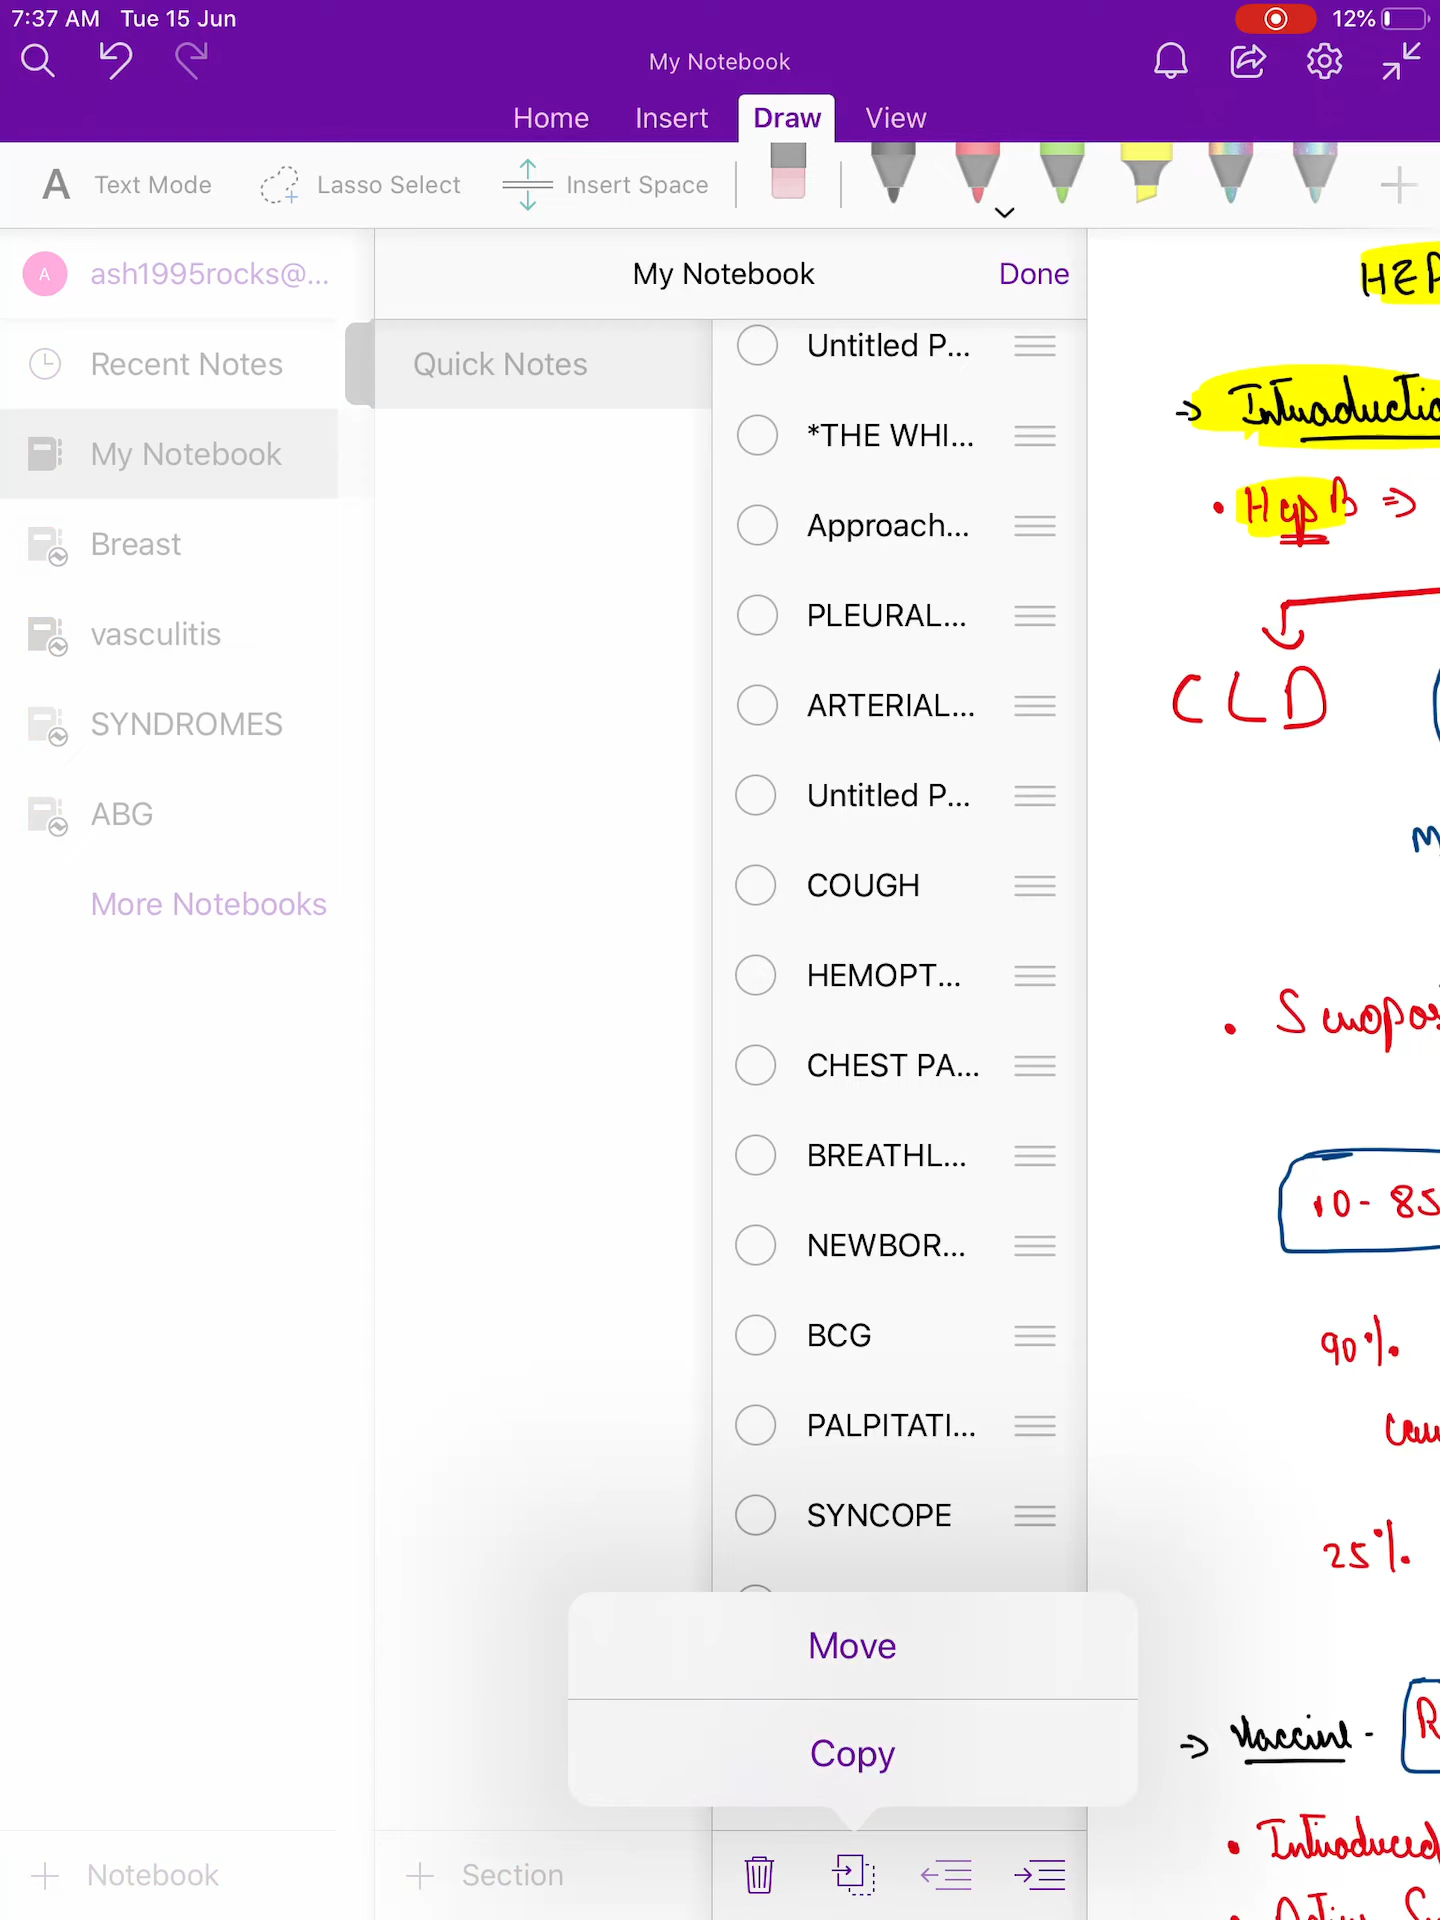 7:37 AM Tue 15 Jun
12%
My Notebook
Home Insert Draw View
A Text Mode Lasso Select Insert Space
A ash1995rocks@...
Recent Notes
My Notebook
Breast
vasculitis
SYNDROMES
ABG
More Notebooks
+ Notebook
Quick Notes
+ Section
My Notebook Done
Untitled P...
*THE WHI...
Approach...
PLEURAL...
ARTERIAL...
Untitled P...
COUGH
HEMOPT...
CHEST PA...
BREATHL...
NEWBOR...
BCG
PALPITATI...
SYNCOPE
Move
Copy
HEP
⇒ Introductio
• Hep B ⇒
CLD
M
10 - 85
90%.
25%.
⇒ Vaccine - R
• Introduced